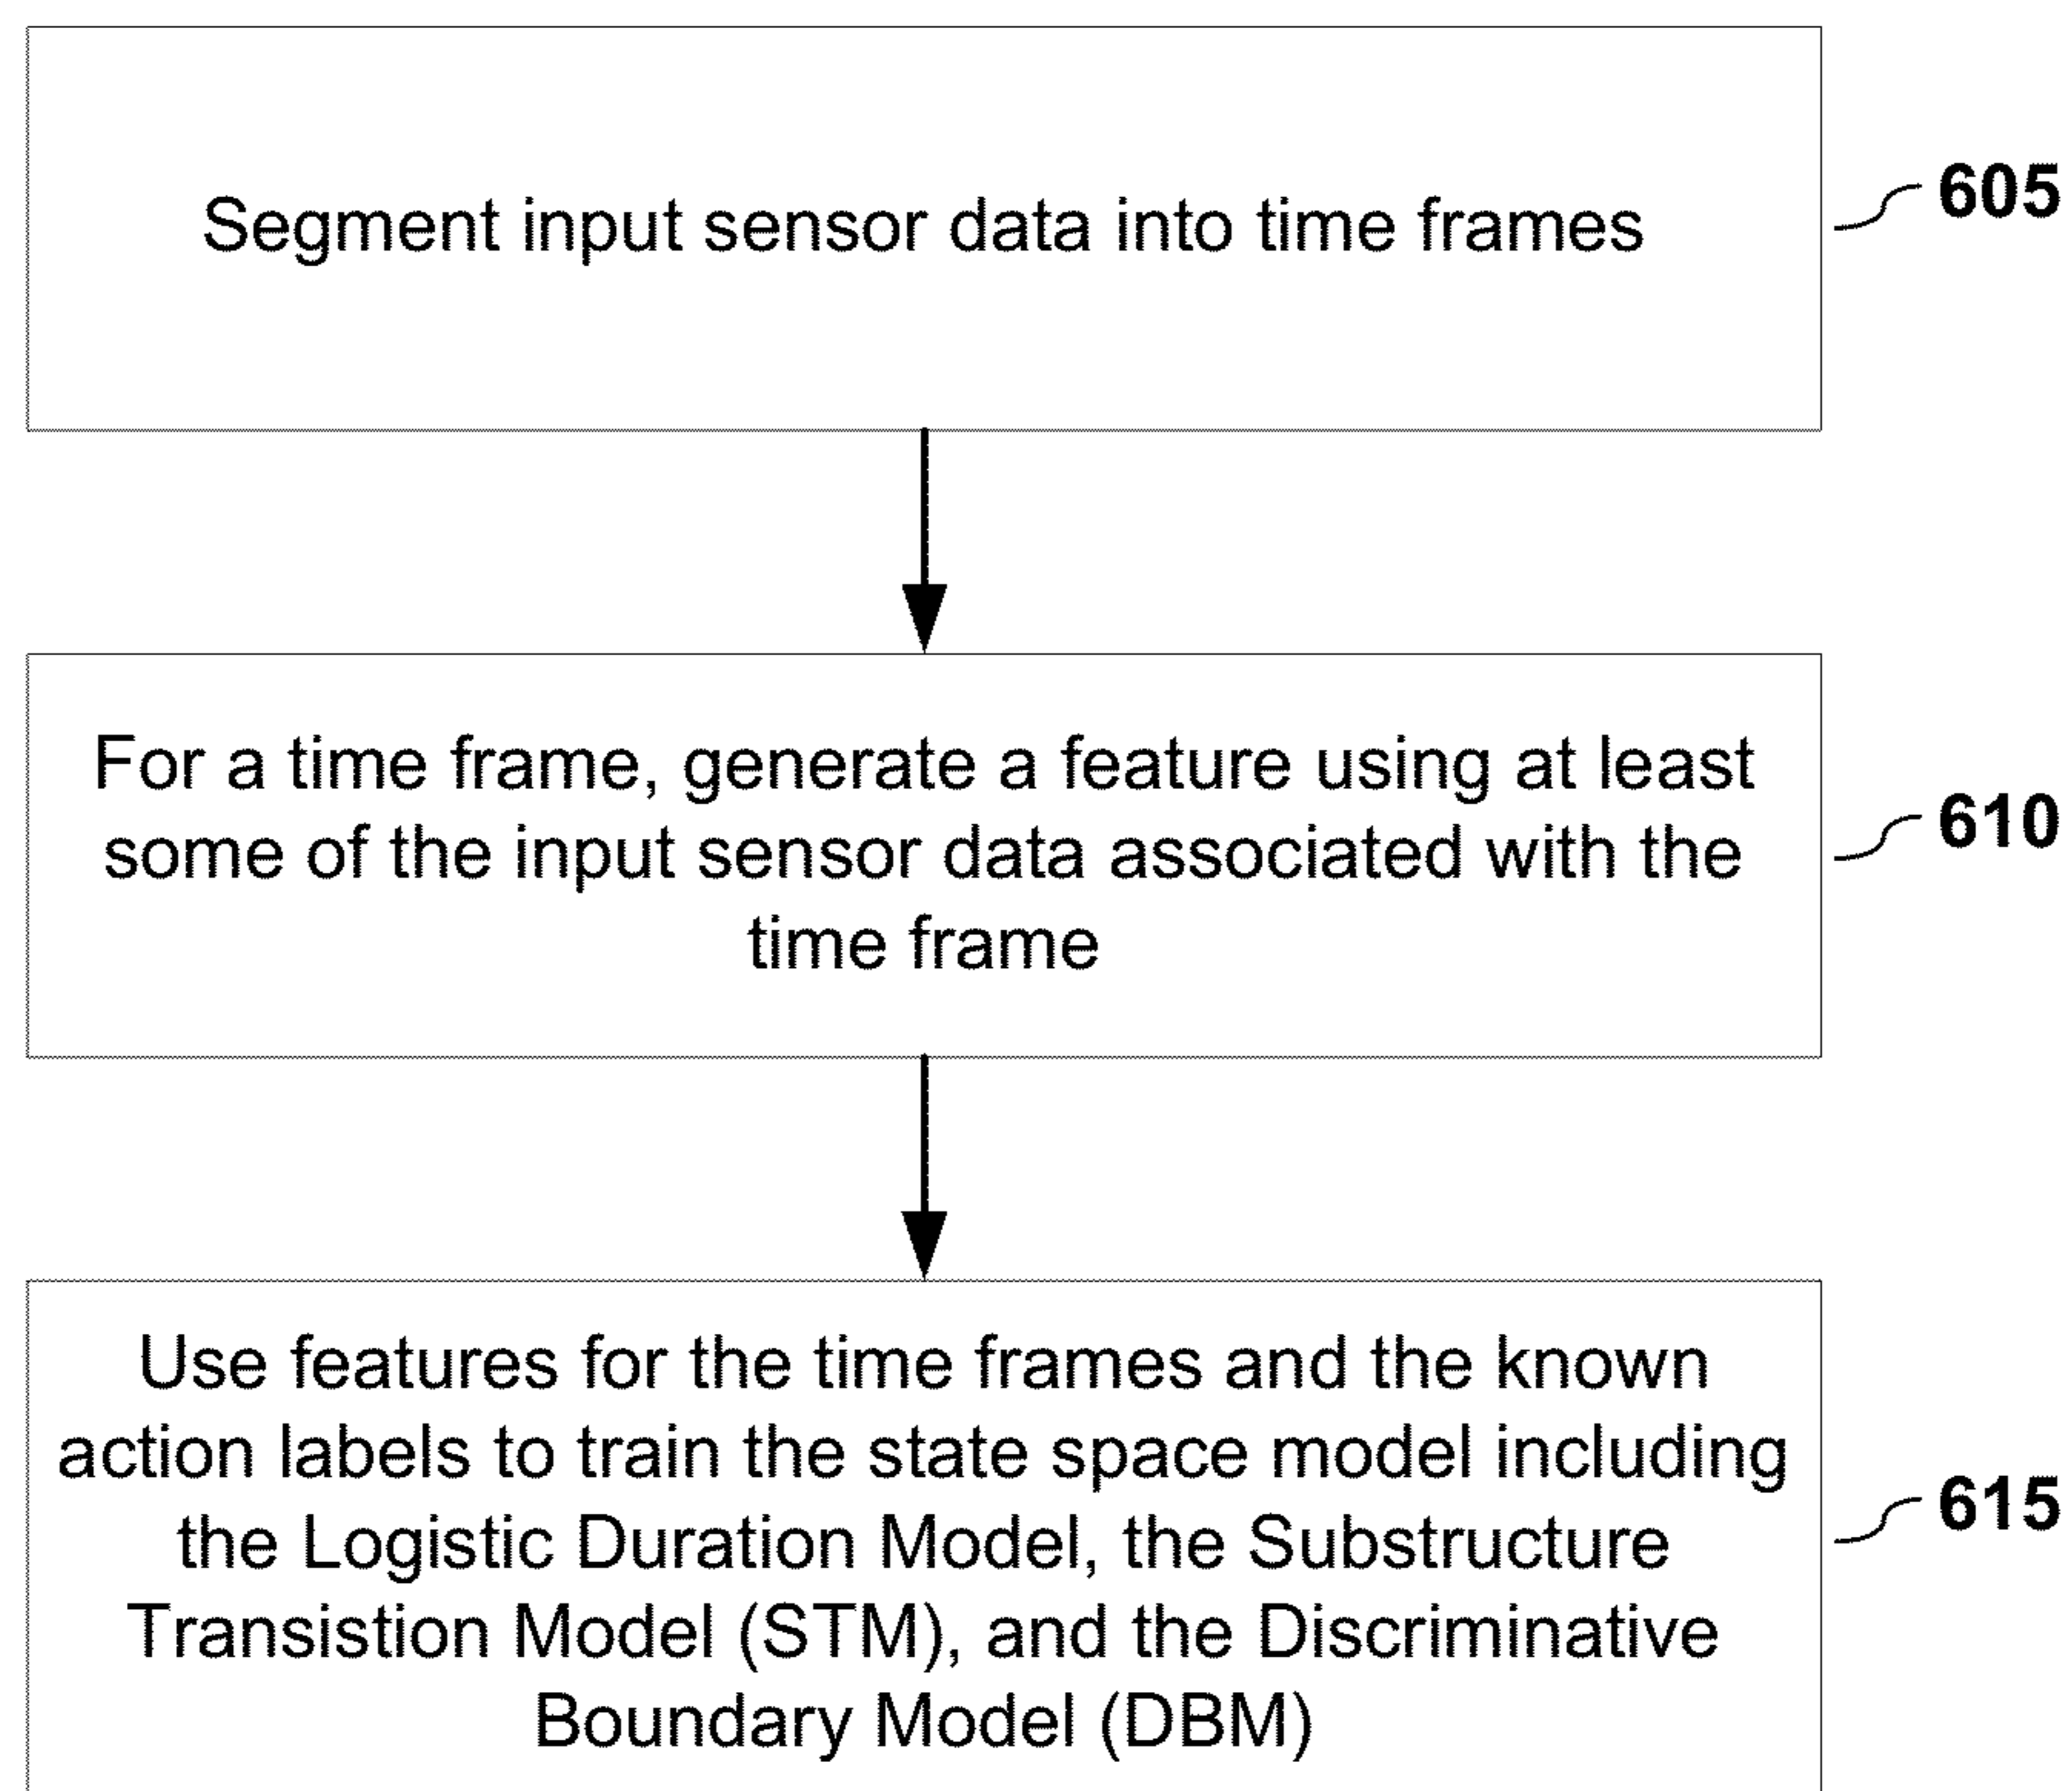 Segment input sensor data into time frames
605
For a time frame, generate a feature using at least
some of the input sensor data associated with the
time frame
610
Use features for the time frames and the known
action labels to train the state space model including
the Logistic Duration Model, the Substructure
Transistion Model (STM), and the Discriminative
Boundary Model (DBM)
615